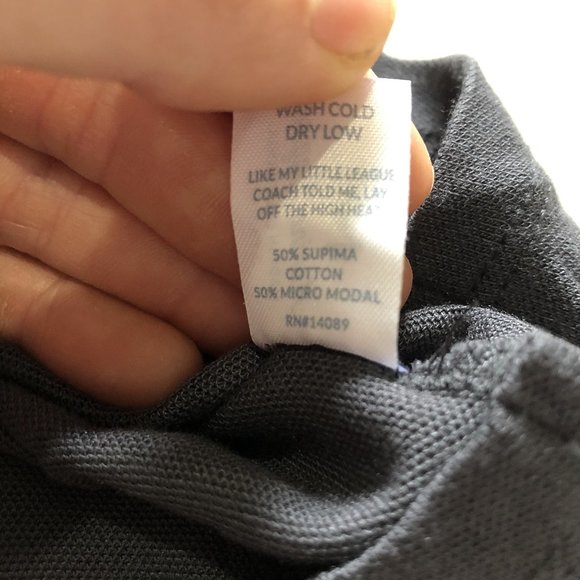 WASH COLD
DRY LOW
LIKE MY LITTLE LEAGUE
COACH TOLD ME, LAY
OFF THE HIGH HEAT
50% SUPIMA
COTTON
50% MICRO MODAL
RN#14089